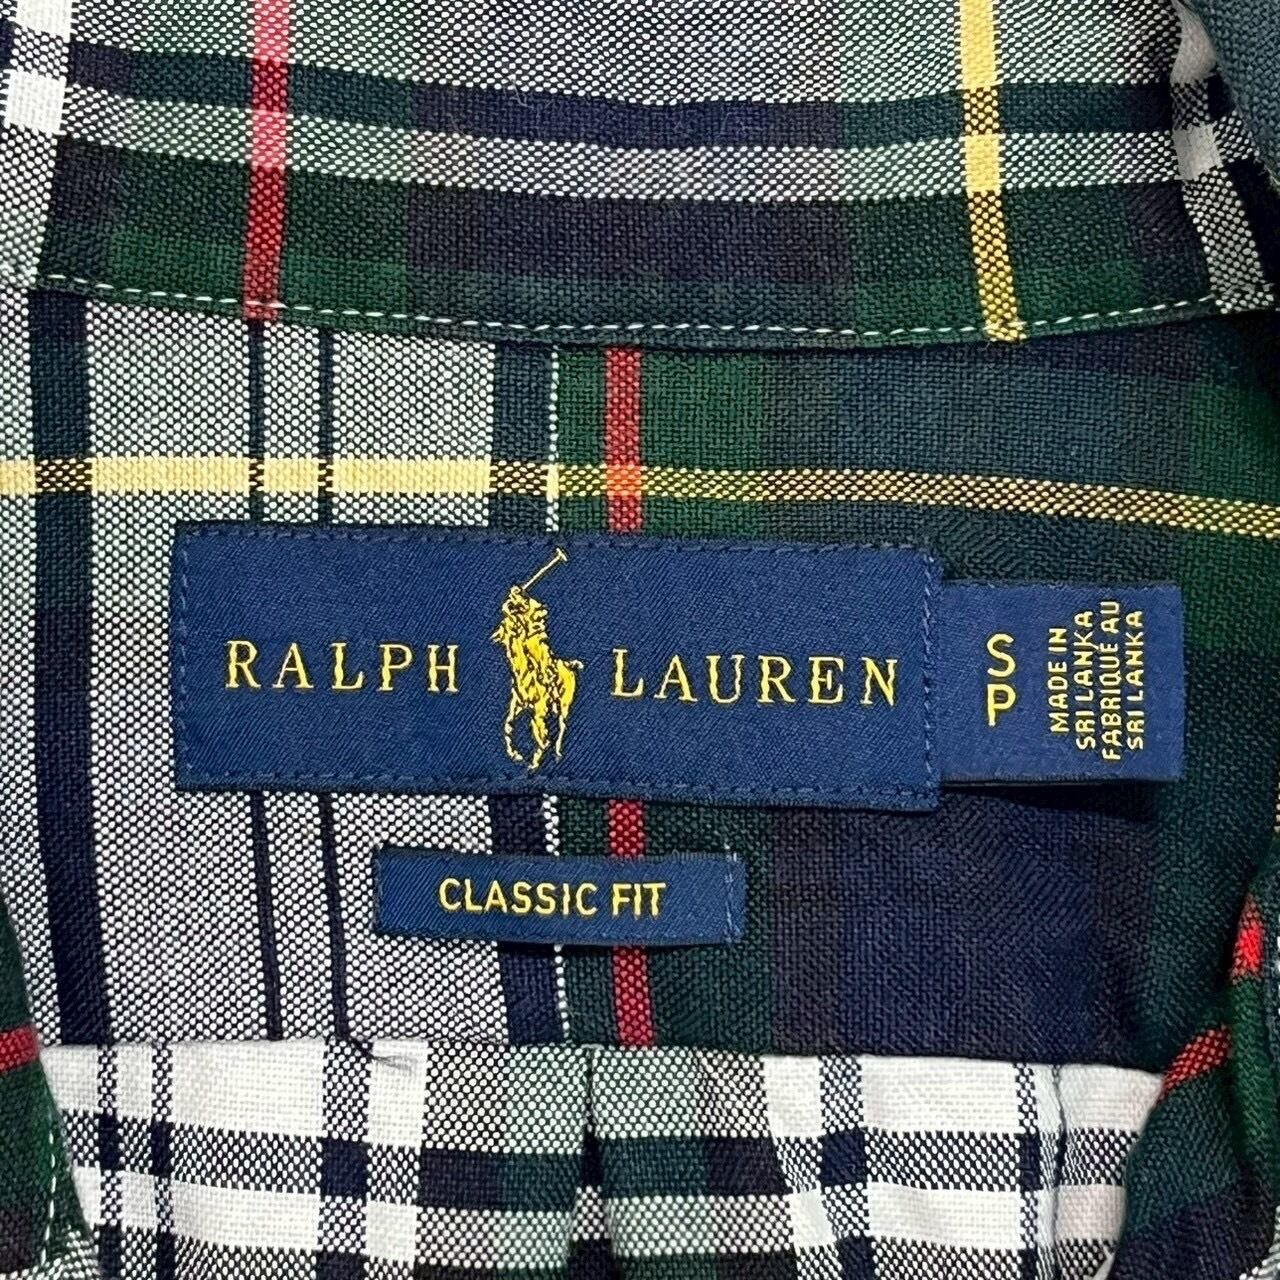 RALPH LAUREN
S
P
MADE IN
SRI LANKA
FABRIQUÉ AU
SRI LANKA
CLASSIC FIT